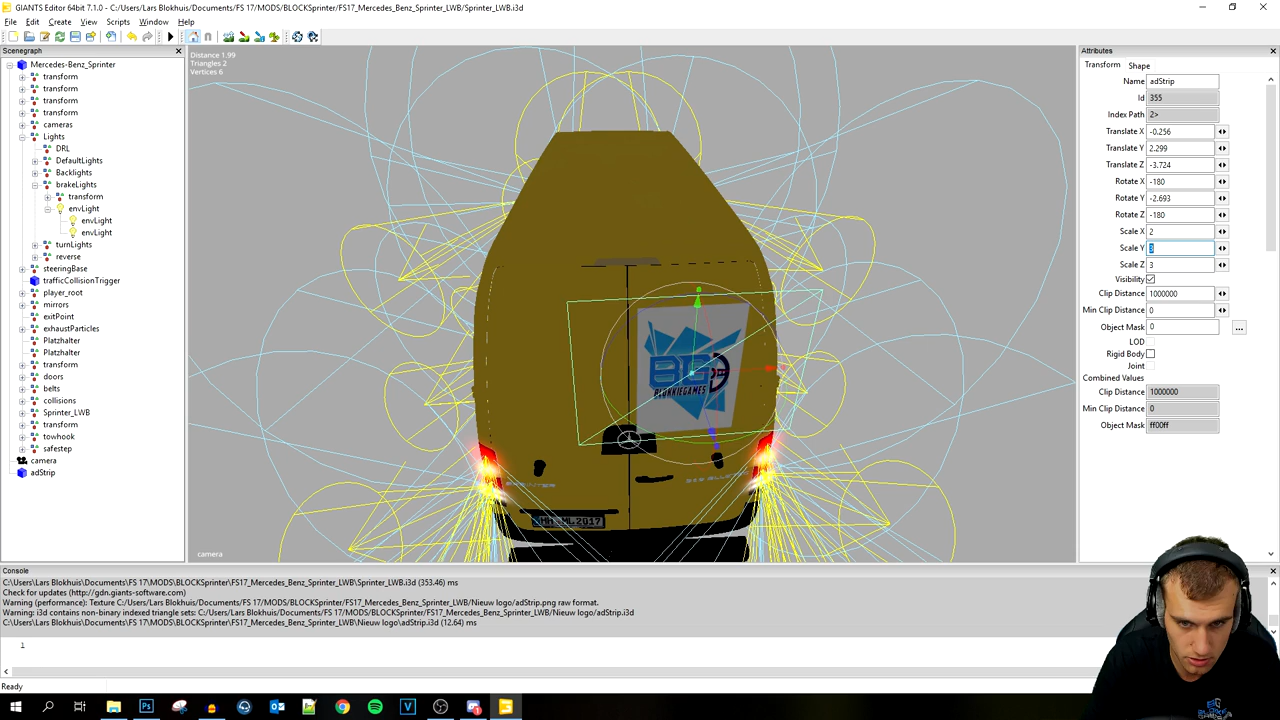 GIANTS Editor 64bit 7.1.0 - C:/Users/Lars Blokhuis/Documents/FS 17/MODS/BLOCKSprinter/FS17_Mercedes_Benz_Sprinter_LWB/Sprinter_LWB.i3d
File Edit Create View Scripts Window Help
Scenegraph
Mercedes-Benz_Sprinter
transform
transform
transform
transform
cameras
Lights
DRL
DefaultLights
Backlights
brakeLights
transform
envLight
envLight
envLight
turnLights
reverse
steeringBase
trafficCollisionTrigger
player_root
mirrors
exitPoint
exhaustParticles
Platzhalter
Platzhalter
transform
doors
belts
collisions
Sprinter_LWB
transform
towhook
safestep
camera
adStrip
Distance 1.99
Triangles 2
Vertices 6
BG
BLOKKIEGAMES
camera
Attributes
Transform Shape
Name adStrip
Id 355
Index Path 2>
Translate X -0.256
Translate Y 2.299
Translate Z -3.724
Rotate X -180
Rotate Y -2.693
Rotate Z -180
Scale X 2
Scale Y 3
Scale Z 3
Visibility
Clip Distance 1000000
Min Clip Distance 0
Object Mask 0 ...
LOD
Rigid Body
Joint
Combined Values
Clip Distance 1000000
Min Clip Distance 0
Object Mask ff00ff
Console
C:\Users\Lars Blokhuis\Documents\FS 17\MODS\BLOCKSprinter\FS17_Mercedes_Benz_Sprinter_LWB\Sprinter_LWB.i3d (353.46) ms
Check for updates (http://gdn.giants-software.com)
Warning (performance): Texture C:/Users/Lars Blokhuis/Documents/FS 17/MODS/BLOCKSprinter/FS17_Mercedes_Benz_Sprinter_LWB/Nieuw logo/adStrip.png raw format.
Warning: i3d contains non-binary indexed triangle sets: C:/Users/Lars Blokhuis/Documents/FS 17/MODS/BLOCKSprinter/FS17_Mercedes_Benz_Sprinter_LWB/Nieuw logo/adStrip.i3d
C:\Users\Lars Blokhuis\Documents\FS 17\MODS\BLOCKSprinter\FS17_Mercedes_Benz_Sprinter_LWB\Nieuw logo\adStrip.i3d (12.64) ms
1
Ready